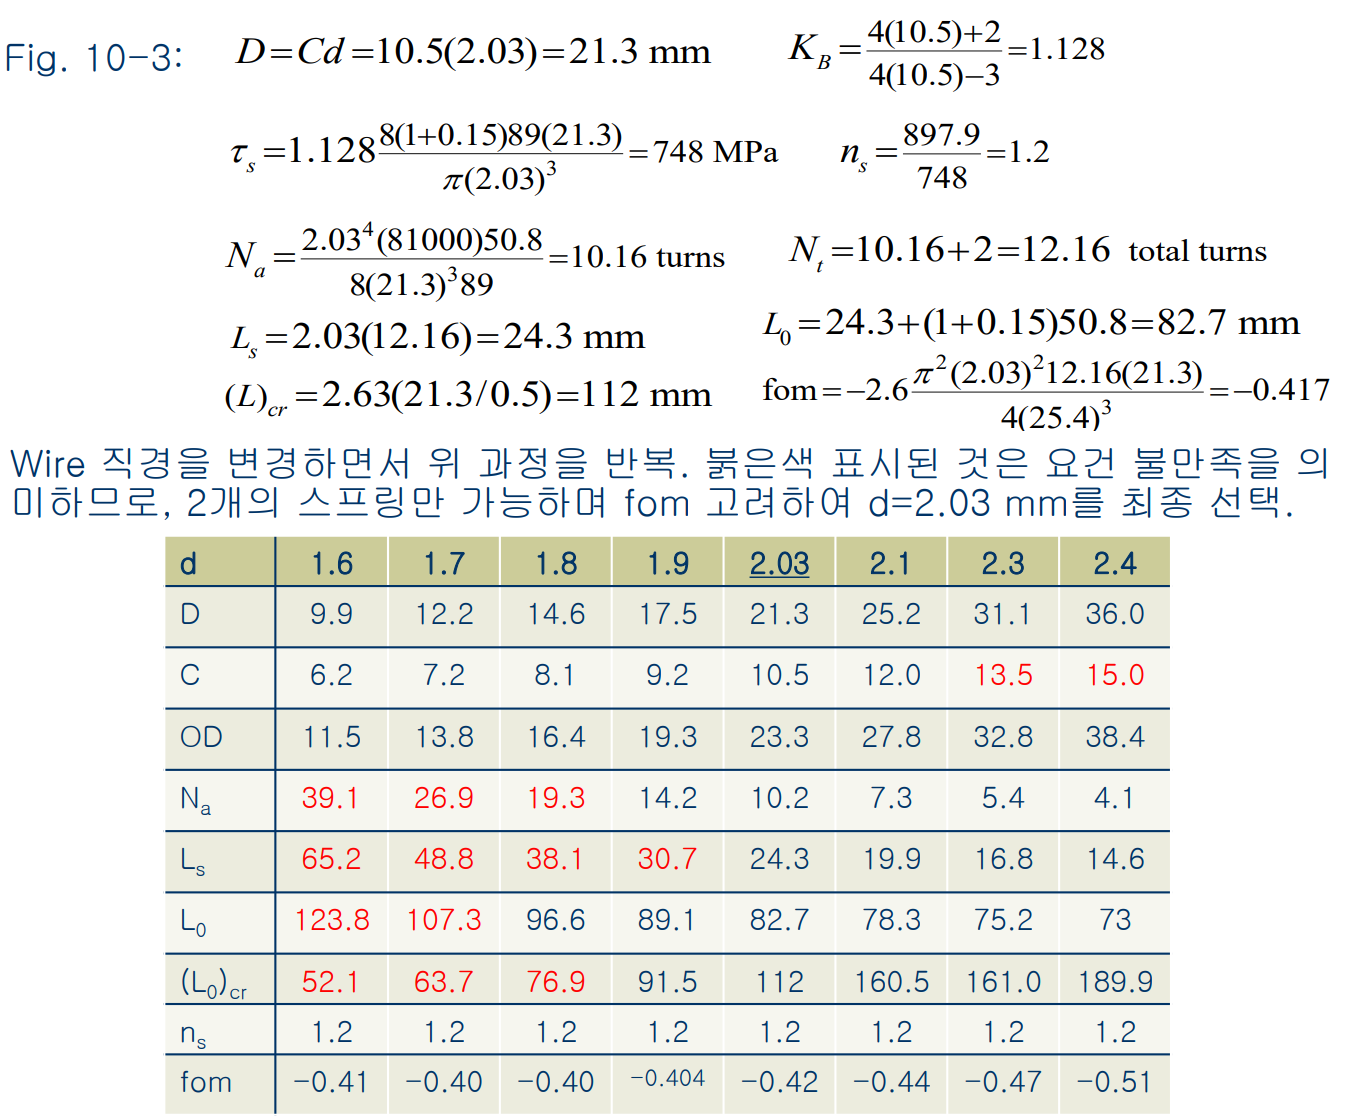 Fig. 10-3: D=Cd=10.5(2.03)=21.3 mm K_B=\frac{4(10.5)+2}{4(10.5)-3}=1.128
τ_s=1.128\frac{8(1+0.15)89(21.3)}{π(2.03)^3}=748 MPa n_s=\frac{897.9}{748}=1.2
N_a=\frac{2.03^4(81000)50.8}{8(21.3)^3 89}=10.16 turns N_t=10.16+2=12.16 total turns
L_s=2.03(12.16)=24.3 mm L_0=24.3+(1+0.15)50.8=82.7 mm
(L)_{cr}=2.63(21.3/0.5)=112 mm fom=-2.6\frac{π^2(2.03)^2 12.16(21.3)}{4(25.4)^3}=-0.417
Wire 직경을 변경하면서 위 과정을 반복. 붉은색 표시된 것은 요건 불만족을 의
미하므로, 2개의 스프링만 가능하며 fom 고려하여 d=2.03 mm를 최종 선택.
d 1.6 1.7 1.8 1.9 2.03 2.1 2.3 2.4
D 9.9 12.2 14.6 17.5 21.3 25.2 31.1 36.0
C 6.2 7.2 8.1 9.2 10.5 12.0 13.5 15.0
OD 11.5 13.8 16.4 19.3 23.3 27.8 32.8 38.4
N_a 39.1 26.9 19.3 14.2 10.2 7.3 5.4 4.1
L_s 65.2 48.8 38.1 30.7 24.3 19.9 16.8 14.6
L_0 123.8 107.3 96.6 89.1 82.7 78.3 75.2 73
(L_0)_{cr} 52.1 63.7 76.9 91.5 112 160.5 161.0 189.9
n_s 1.2 1.2 1.2 1.2 1.2 1.2 1.2 1.2
fom -0.41 -0.40 -0.40 -0.404 -0.42 -0.44 -0.47 -0.51